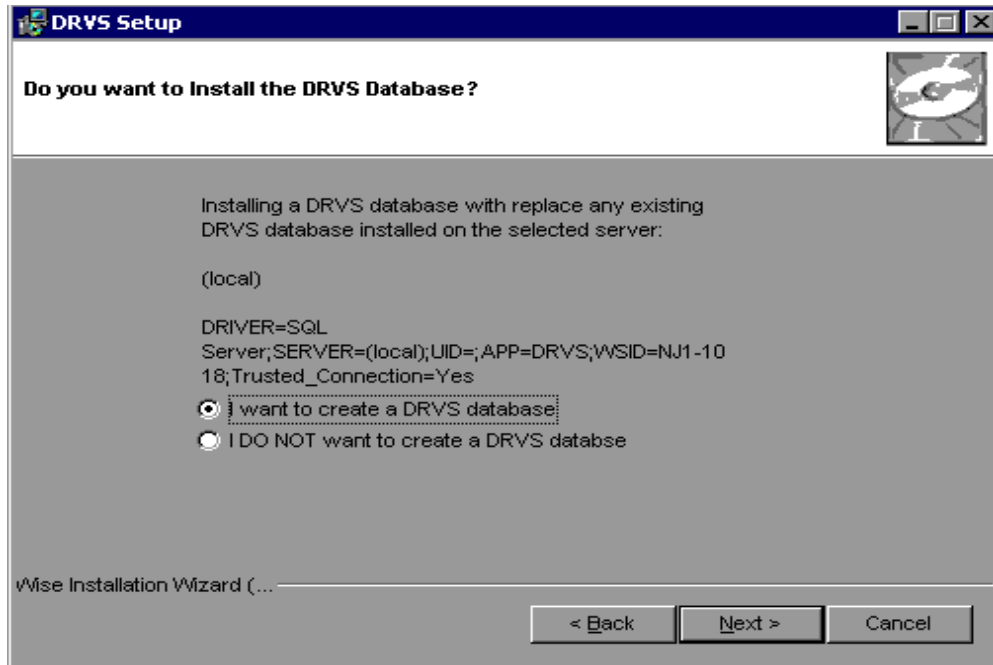 DRVS Setup
Do you want to Install the DRVS Database?
Installing a DRVS database with replace any existing
DRVS database installed on the selected server:
(local)
DRIVER=SQL
Server;SERVER=(local);UID=;APP=DRVS;WSID=NJ1-10
18;Trusted_Connection=Yes
I want to create a DRVS database
I DO NOT want to create a DRVS databse
Wise Installation Wizard (...
< Back
Next >
Cancel